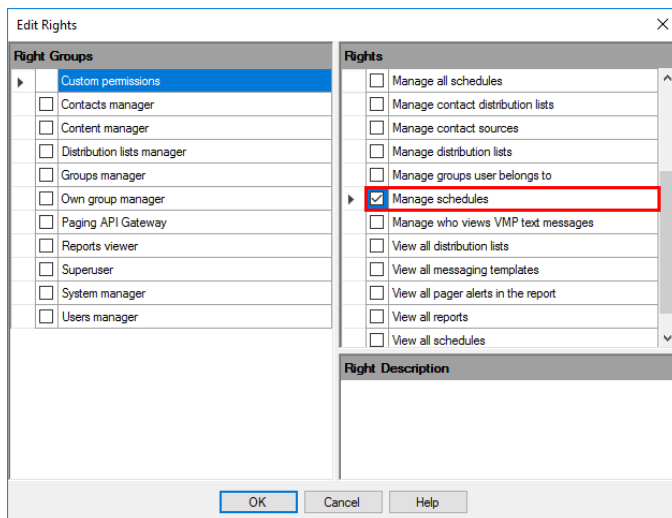 Edit Rights
Right Groups
Custom permissions
Contacts manager
Content manager
Distribution lists manager
Groups manager
Own group manager
Paging API Gateway
Reports viewer
Superuser
System manager
Users manager
Rights
Manage all schedules
Manage contact distribution lists
Manage contact sources
Manage distribution lists
Manage groups user belongs to
Manage schedules
Manage who views VMP text messages
View all distribution lists
View all messaging templates
View all pager alerts in the report
View all reports
View all schedules
Right Description
OK
Cancel
Help